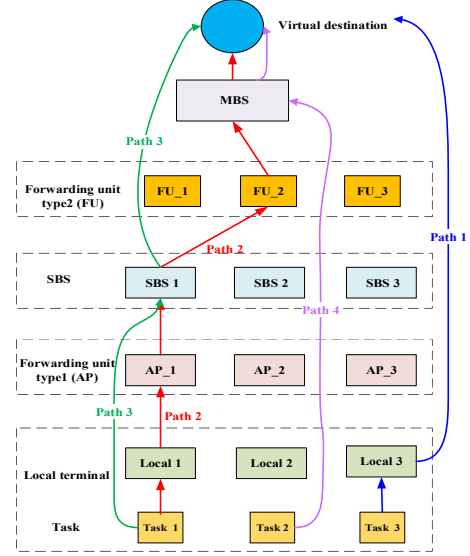 Virtual destination
MBS
Path 3
Forwarding unit
type2 (FU)
FU_1
FU_2
FU_3
Path 1
Path 2
SBS
SBS 1
SBS 2
SBS 3
Path 4
Forwarding unit
type1 (AP)
AP_1
AP_2
AP_3
Path 3
Path 2
Local terminal
Local 1
Local 2
Local 3
Task
Task 1
Task 2
Task 3